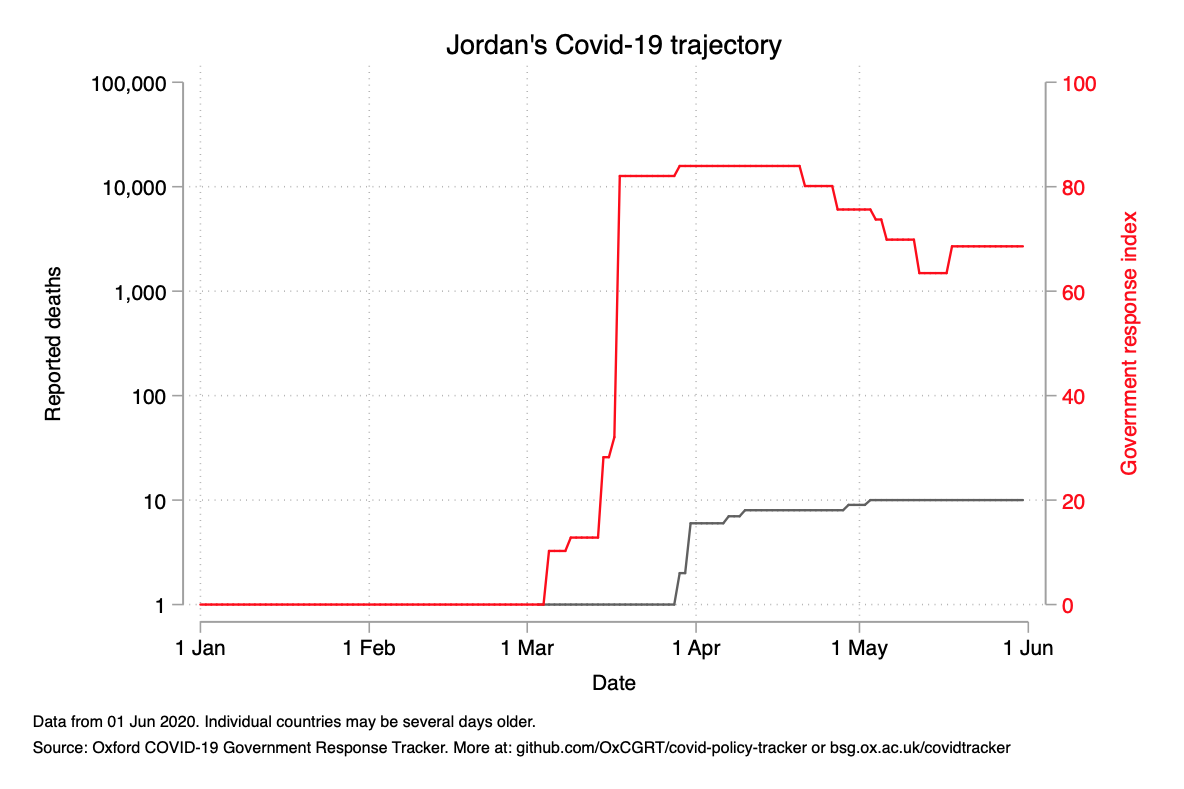 Jordan's Covid-19 trajectory
100,000
10,000
1,000
100
10
1
Reported deaths
100
80
60
40
20
0
Government response index
1 Jan
1 Feb
1 Mar
1 Apr
1 May
1 Jun
Date
Data from 01 Jun 2020. Individual countries may be several days older.
Source: Oxford COVID-19 Government Response Tracker. More at: github.com/OxCGRT/covid-policy-tracker or bsg.ox.ac.uk/covidtracker